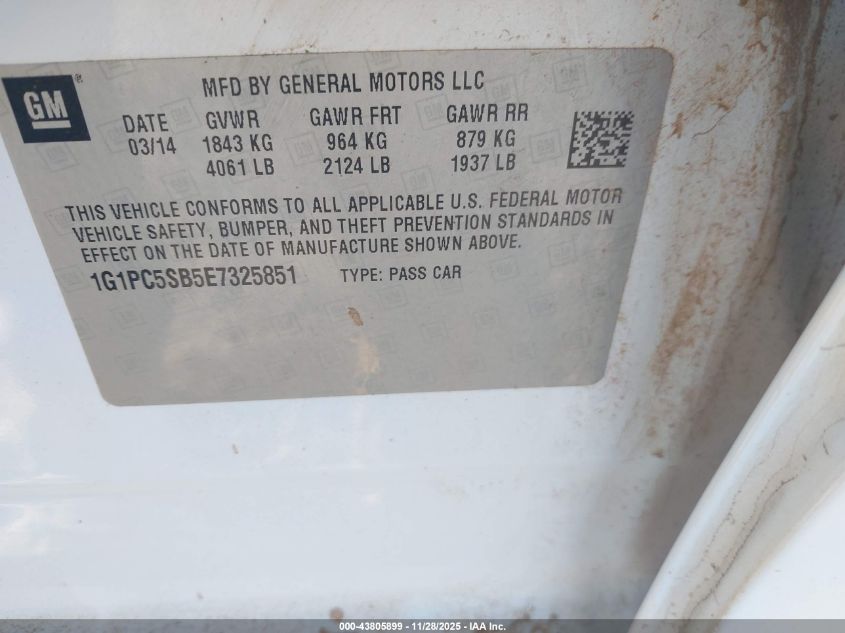 GM ®
MFD BY GENERAL MOTORS LLC
DATE GVWR GAWR FRT GAWR RR
03/14 1843 KG 964 KG 879 KG
4061 LB 2124 LB 1937 LB
THIS VEHICLE CONFORMS TO ALL APPLICABLE U.S. FEDERAL MOTOR
VEHICLE SAFETY, BUMPER, AND THEFT PREVENTION STANDARDS IN
EFFECT ON THE DATE OF MANUFACTURE SHOWN ABOVE.
1G1PC5SB5E7325851 TYPE: PASS CAR
000-43805899 - 11/28/2025 - IAA Inc.